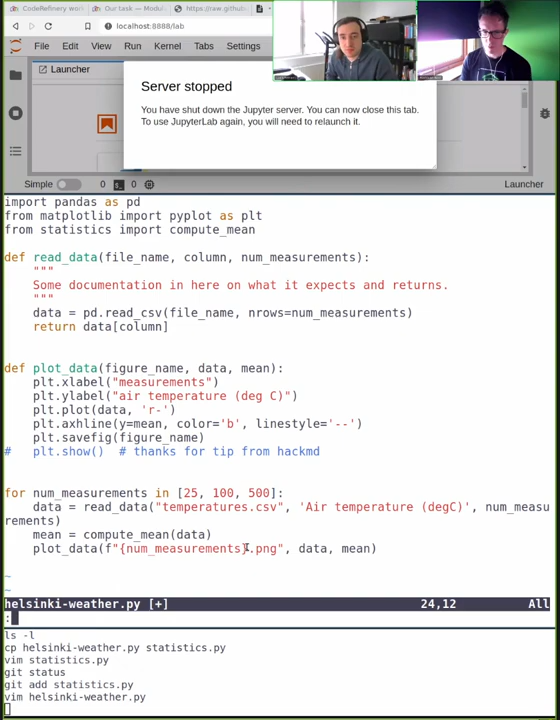 CodeRefinery wor
Our task — Modul
https://raw.github
localhost:8888/lab
File Edit View Run Kernel Tabs Settings
Launcher
Server stopped
You have shut down the Jupyter server. You can now close this tab.
To use JupyterLab again, you will need to relaunch it.
Simple 0 0 Launcher
import pandas as pd
from matplotlib import pyplot as plt
from statistics import compute_mean
def read_data(file_name, column, num_measurements):
"""
Some documentation in here on what it expects and returns.
"""
data = pd.read_csv(file_name, nrows=num_measurements)
return data[column]
def plot_data(figure_name, data, mean):
plt.xlabel("measurements")
plt.ylabel("air temperature (deg C)")
plt.plot(data, 'r-')
plt.axhline(y=mean, color='b', linestyle='--')
plt.savefig(figure_name)
# plt.show() # thanks for tip from hackmd
for num_measurements in [25, 100, 500]:
data = read_data("temperatures.csv", 'Air temperature (degC)', num_measu
rements)
mean = compute_mean(data)
plot_data(f"{num_measurements}.png", data, mean)
~
~
helsinki-weather.py [+] 24,12 All
:
ls -l
cp helsinki-weather.py statistics.py
vim statistics.py
git status
git add statistics.py
vim helsinki-weather.py